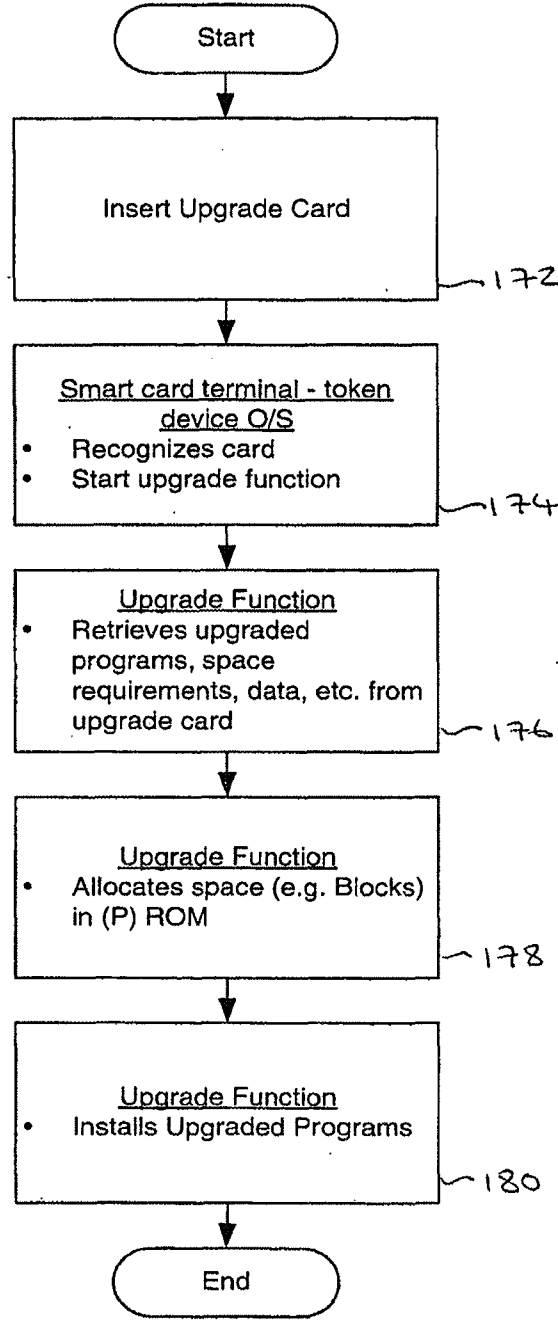 Start
Insert Upgrade Card
172
Smart card terminal - token
device O/S
• Recognizes card
• Start upgrade function
174
Upgrade Function
• Retrieves upgraded
programs, space
requirements, data, etc. from
upgrade card
176
Upgrade Function
• Allocates space (e.g. Blocks)
in (P) ROM
178
Upgrade Function
• Installs Upgraded Programs
180
End